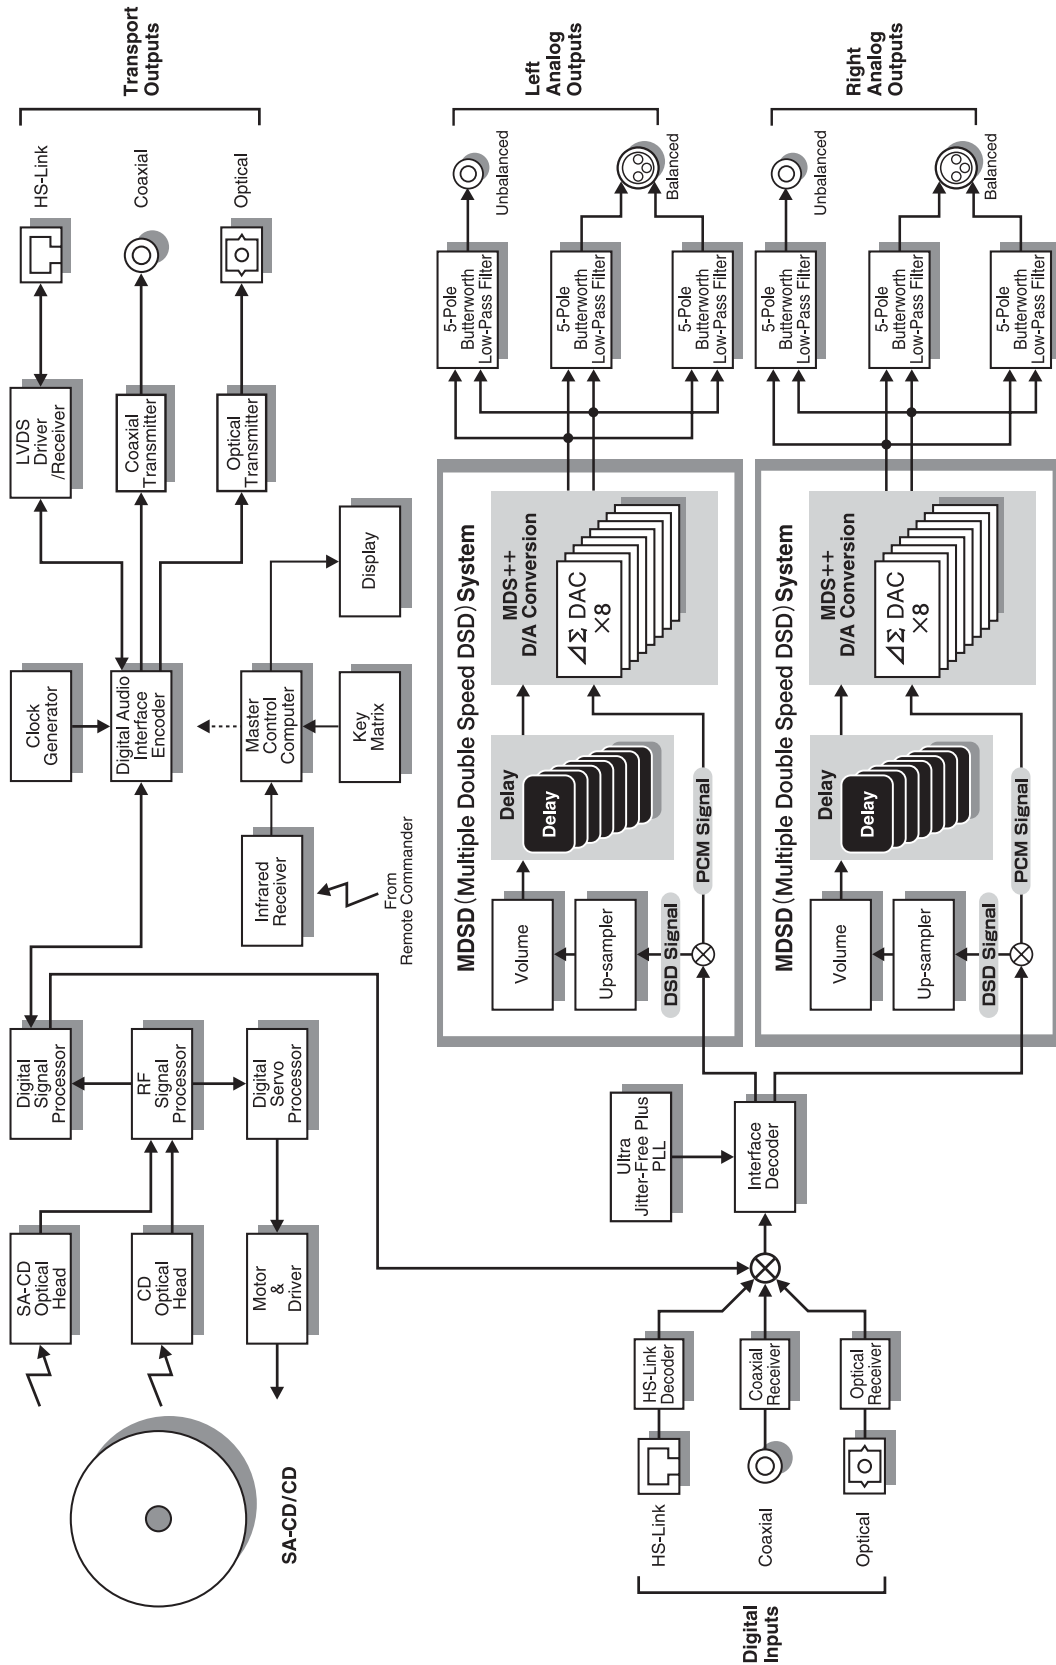 SA-CD/CD
SA-CD
Optical
Head
CD
Optical
Head
Motor
&
Driver
Digital
Signal
Processor
RF
Signal
Processor
Digital
Servo
Processor
Infrared
Receiver
From
Remote Commander
Clock
Generator
Digital Audio
Interface
Encoder
Master
Control
Computer
Key
Matrix
Display
LVDS
Driver
/Receiver
Coaxial
Transmitter
Optical
Transmitter
HS-Link
Coaxial
Optical
Transport
Outputs
Digital
Inputs
HS-Link
Coaxial
Optical
HS-Link
Decoder
Coaxial
Receiver
Optical
Receiver
Ultra
Jitter-Free Plus
PLL
Interface
Decoder
MDSD (Multiple Double Speed DSD) System
Volume
Up-sampler
DSD Signal
PCM Signal
Delay
Delay
MDS++
D/A Conversion
ΔΣ DAC
×8
5-Pole
Butterworth
Low-Pass Filter
5-Pole
Butterworth
Low-Pass Filter
5-Pole
Butterworth
Low-Pass Filter
Unbalanced
Balanced
Left
Analog
Outputs
MDSD (Multiple Double Speed DSD) System
Volume
Up-sampler
DSD Signal
PCM Signal
Delay
Delay
MDS++
D/A Conversion
ΔΣ DAC
×8
5-Pole
Butterworth
Low-Pass Filter
5-Pole
Butterworth
Low-Pass Filter
5-Pole
Butterworth
Low-Pass Filter
Unbalanced
Balanced
Right
Analog
Outputs